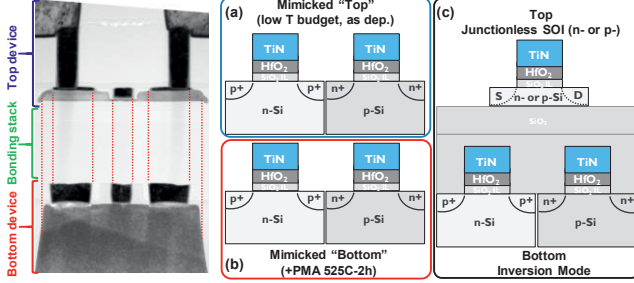 Top device
Bonding stack
Bottom device
(a)
Mimicked "Top"
(low T budget, as dep.)
TiN
HfO₂
SiO₂ IL
p+ p+
n-Si
TiN
HfO₂
SiO₂ IL
n+ n+
p-Si
TiN
HfO₂
SiO₂ IL
p+ p+
n-Si
TiN
HfO₂
SiO₂ IL
n+ n+
p-Si
(b)
Mimicked "Bottom"
(+PMA 525C-2h)
(c)
Top
Junctionless SOI (n- or p-)
TiN
HfO₂
SiO₂ IL
S n- or p-Si D
SiO₂
TiN
HfO₂
SiO₂ IL
p+ p+
n-Si
TiN
HfO₂
SiO₂ IL
n+ n+
p-Si
Bottom
Inversion Mode